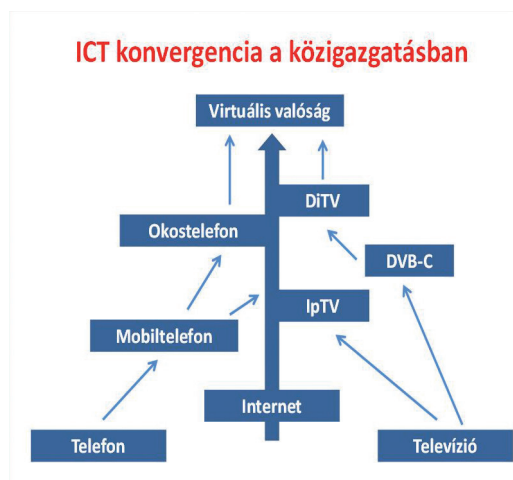 ICT konvergencia a közigazgatásban
Virtuális valóság
DiTV
Okostelefon
DVB-C
IpTV
Mobiltelefon
Internet
Telefon
Televízió